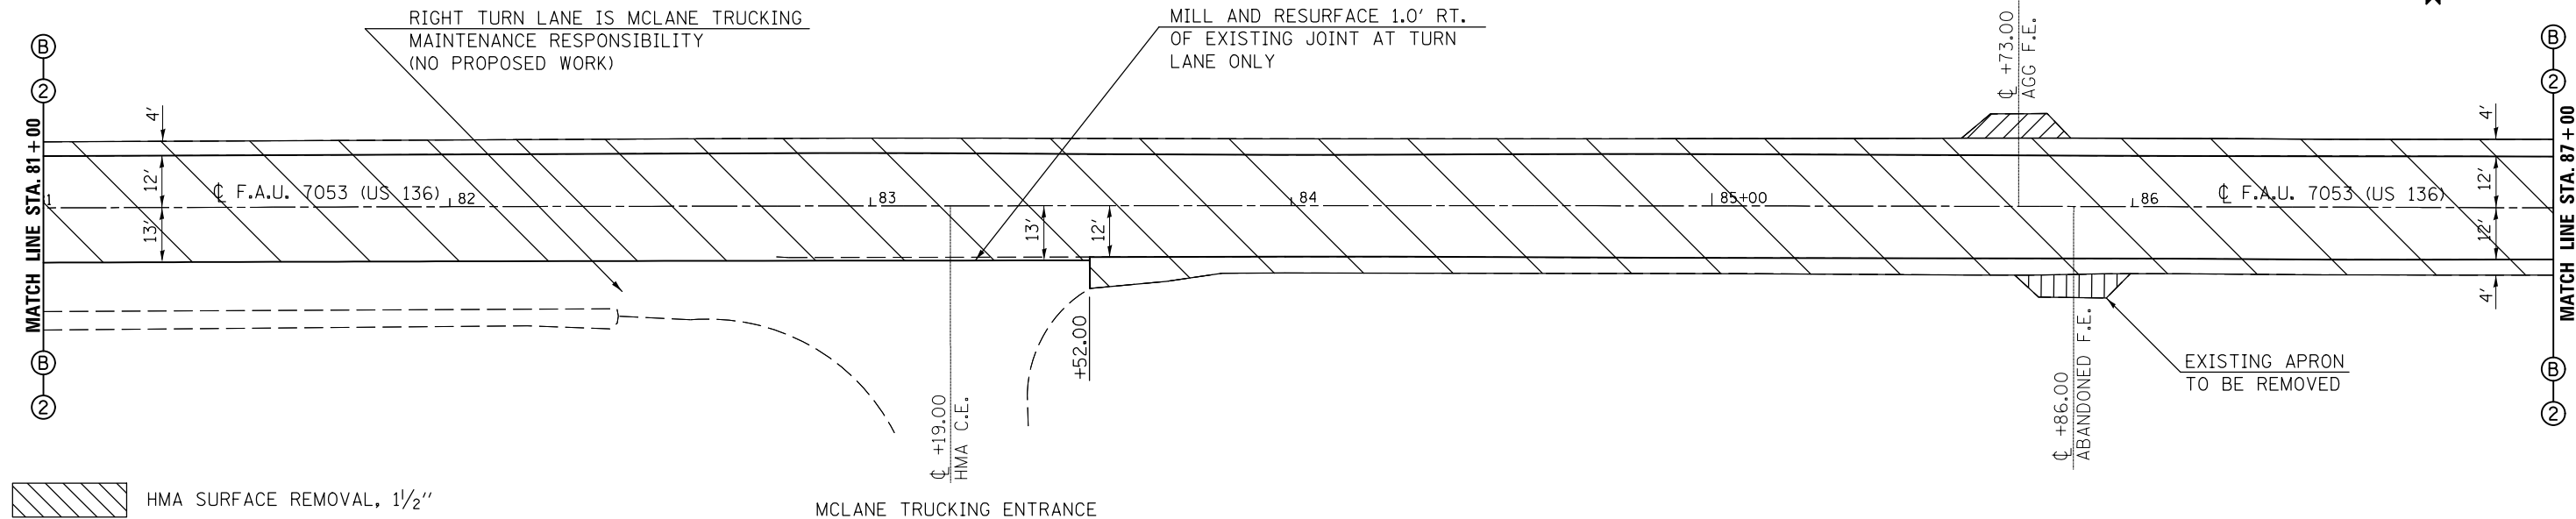 RIGHT TURN LANE IS MCLANE TRUCKING
MAINTENANCE RESPONSIBILITY
(NO PROPOSED WORK)
MILL AND RESURFACE 1.0' RT.
OF EXISTING JOINT AT TURN
LANE ONLY
℄ +73.00
AGG F.E.
B
2
MATCH LINE STA. 81+00
B
2
4'
12'
13'
℄ F.A.U. 7053 (US 136)
1
82
83
84
85+00
86
℄ F.A.U. 7053 (US 136)
13'
12'
4'
12'
12'
4'
B
2
MATCH LINE STA. 87+00
B
2
+52.00
℄ +19.00
HMA C.E.
℄ +86.00
ABANDONED F.E.
EXISTING APRON
TO BE REMOVED
HMA SURFACE REMOVAL, 1½"
MCLANE TRUCKING ENTRANCE